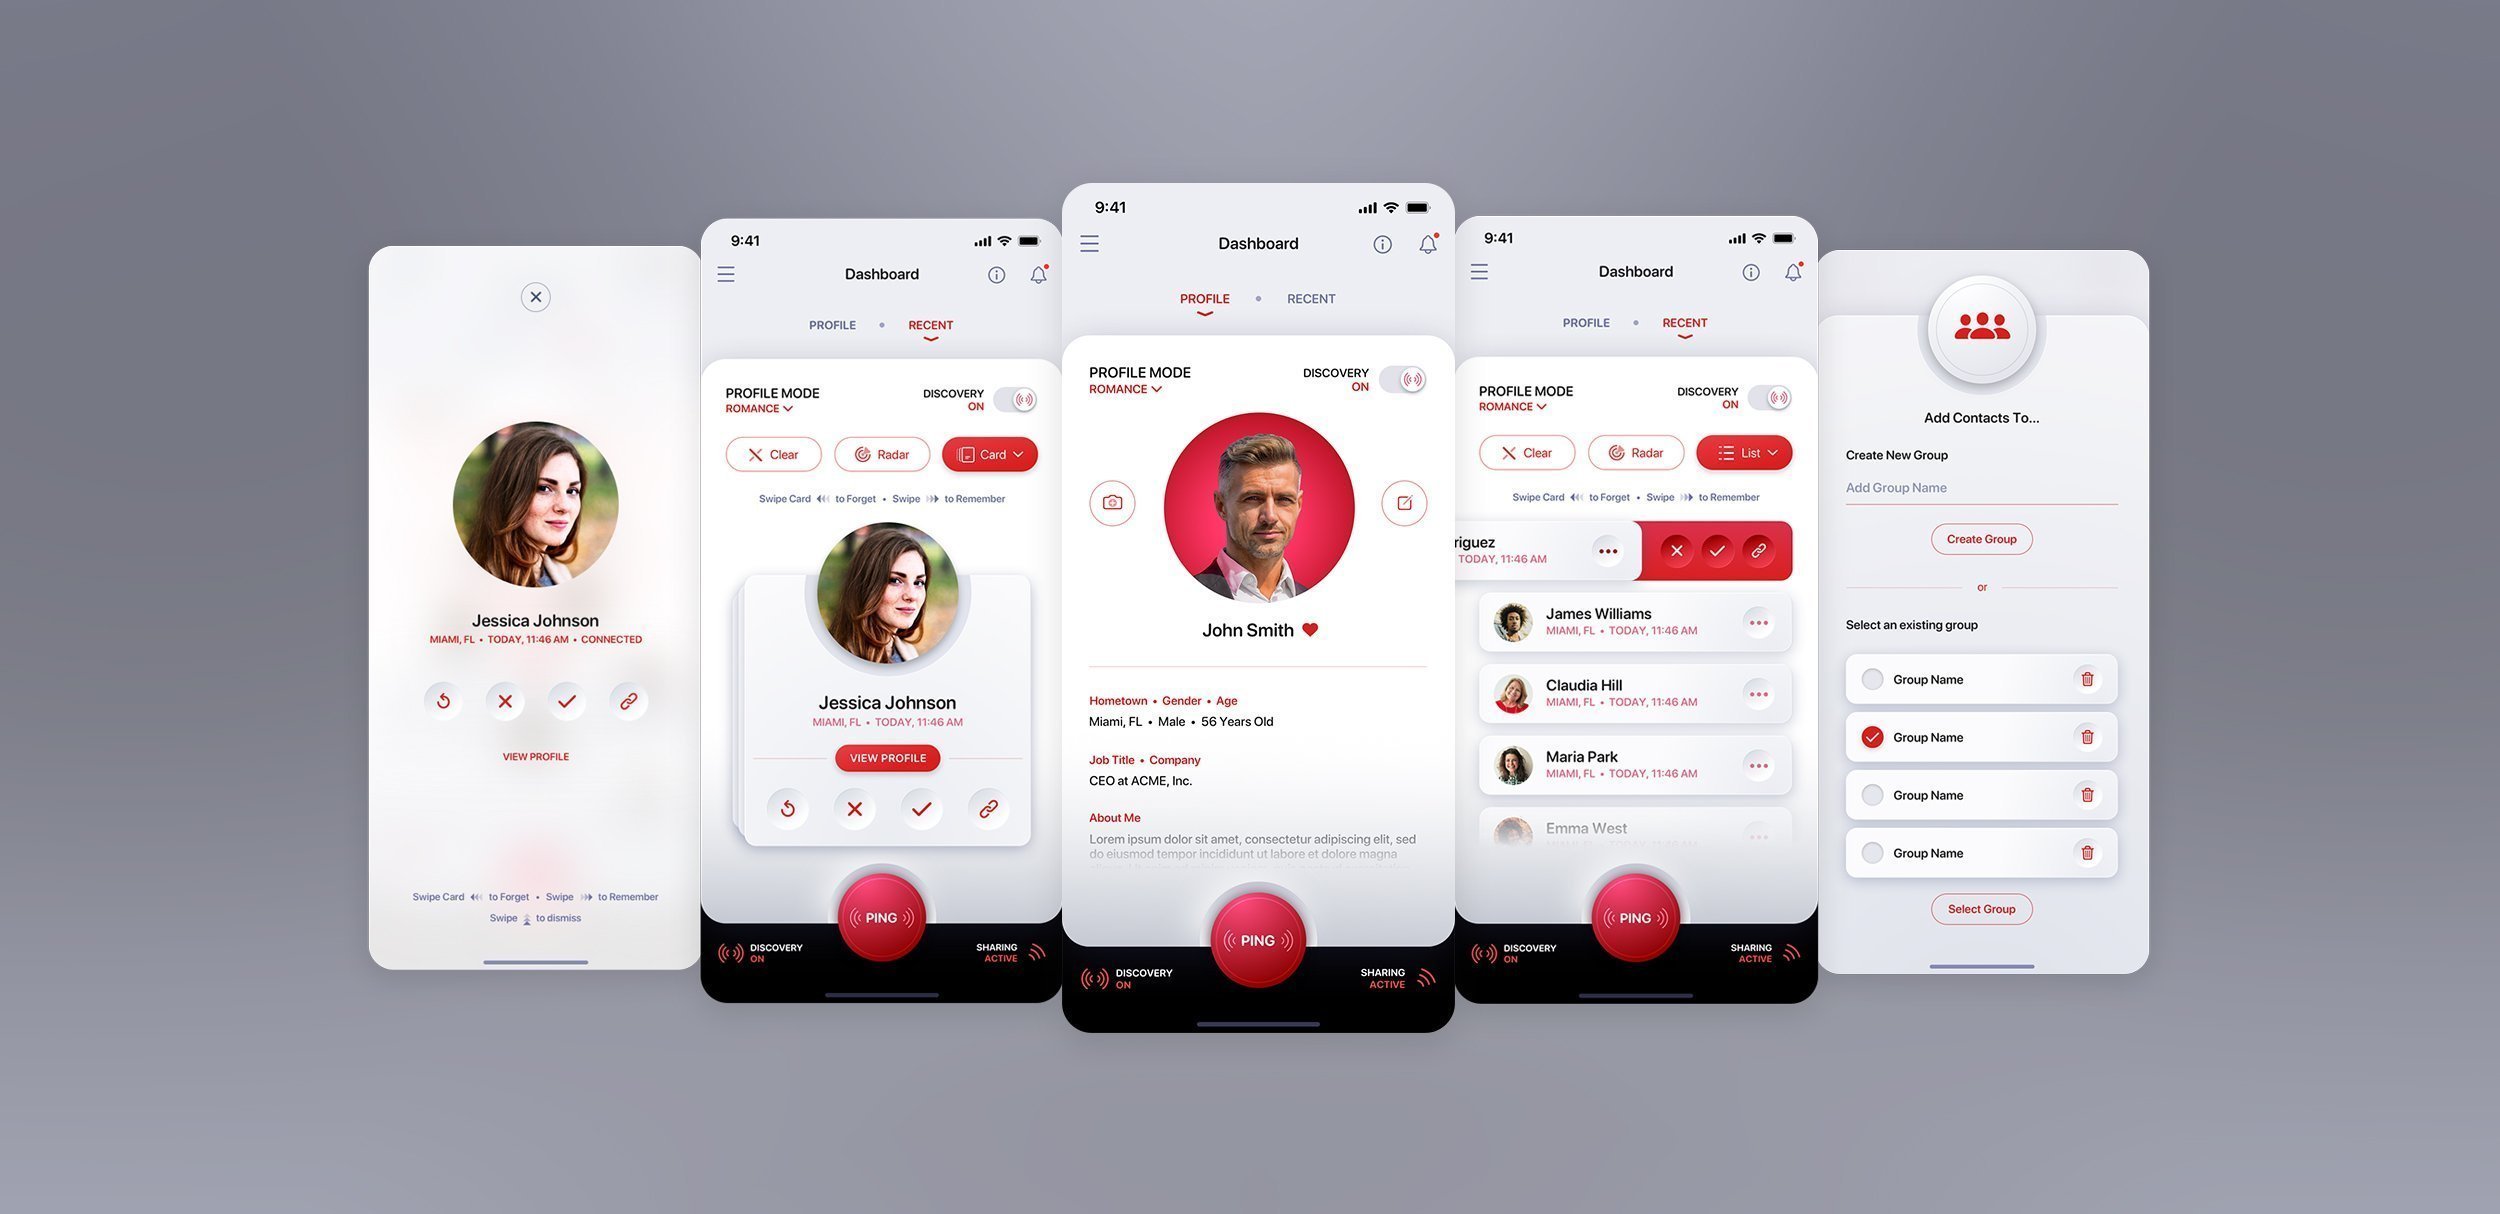 Jessica Johnson
MIAMI, FL • TODAY, 11:46 AM • CONNECTED
VIEW PROFILE
Swipe Card to Forget • Swipe to Remember
Swipe to dismiss
9:41
Dashboard
PROFILE • RECENT
PROFILE MODE
ROMANCE
DISCOVERY
ON
Clear
Radar
Card
Swipe Card to Forget • Swipe to Remember
Jessica Johnson
MIAMI, FL • TODAY, 11:46 AM
VIEW PROFILE
PING
DISCOVERY
ON
SHARING
ACTIVE
9:41
Dashboard
PROFILE • RECENT
PROFILE MODE
ROMANCE
DISCOVERY
ON
John Smith
Hometown • Gender • Age
Miami, FL • Male • 56 Years Old
Job Title • Company
CEO at ACME, Inc.
About Me
Lorem ipsum dolor sit amet, consectetur adipiscing elit, sed
do eiusmod tempor incididunt ut labore et dolore magna
PING
DISCOVERY
ON
SHARING
ACTIVE
9:41
Dashboard
PROFILE • RECENT
PROFILE MODE
ROMANCE
DISCOVERY
ON
Clear
Radar
List
Swipe Card to Forget • Swipe to Remember
riguez
TODAY, 11:46 AM
James Williams
MIAMI, FL • TODAY, 11:46 AM
Claudia Hill
MIAMI, FL • TODAY, 11:46 AM
Maria Park
MIAMI, FL • TODAY, 11:46 AM
Emma West
PING
DISCOVERY
ON
SHARING
ACTIVE
Add Contacts To...
Create New Group
Add Group Name
Create Group
or
Select an existing group
Group Name
Group Name
Group Name
Group Name
Select Group